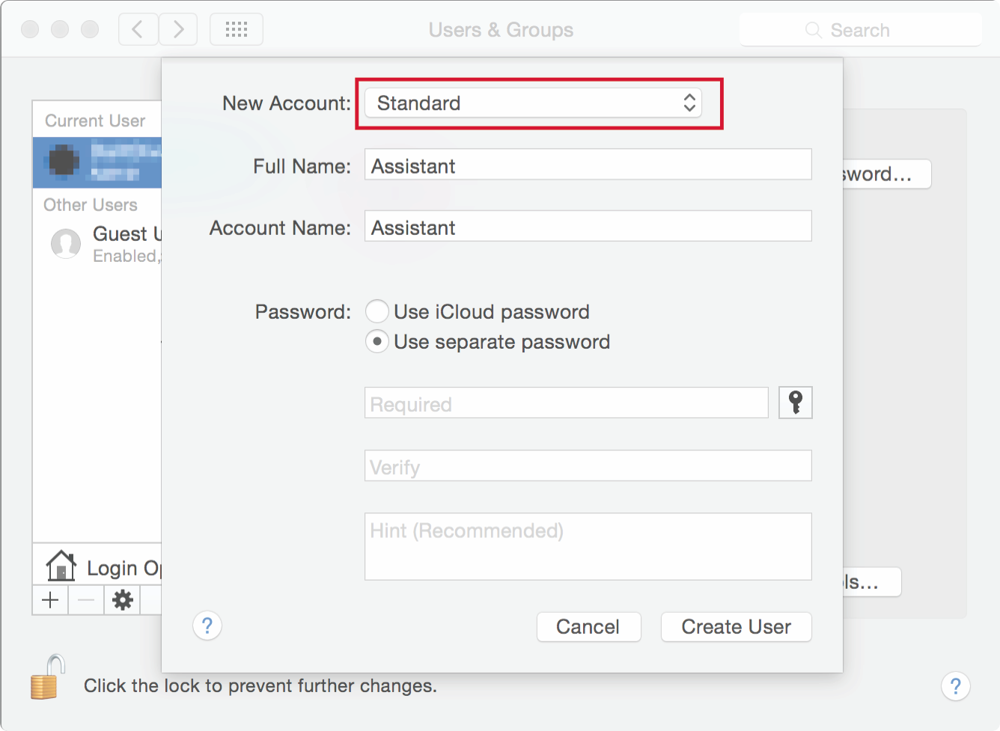 Users & Groups
Search
New Account: Standard
Current User
Full Name: Assistant
sword...
Other Users
Guest U
Enabled,
Account Name: Assistant
Password: Use iCloud password
Use separate password
Required
Verify
Hint (Recommended)
Login Op
ls...
? Cancel Create User
Click the lock to prevent further changes. ?